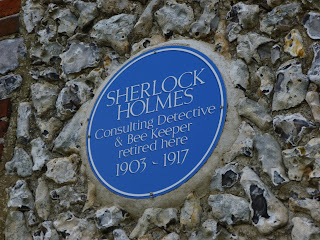 SHERLOCK
HOLMES
Consulting Detective
& Bee Keeper
retired here
1903 - 1917